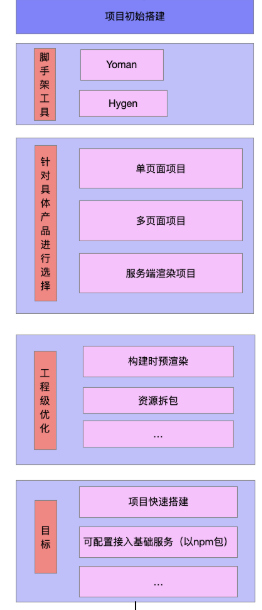 项目初始搭建
脚手架工具
Yoman
Hygen
针对具体产品进行选择
单页面项目
多页面项目
服务端渲染项目
工程级优化
构建时预渲染
资源拆包
...
目标
项目快速搭建
可配置接入基础服务（以npm包）
...